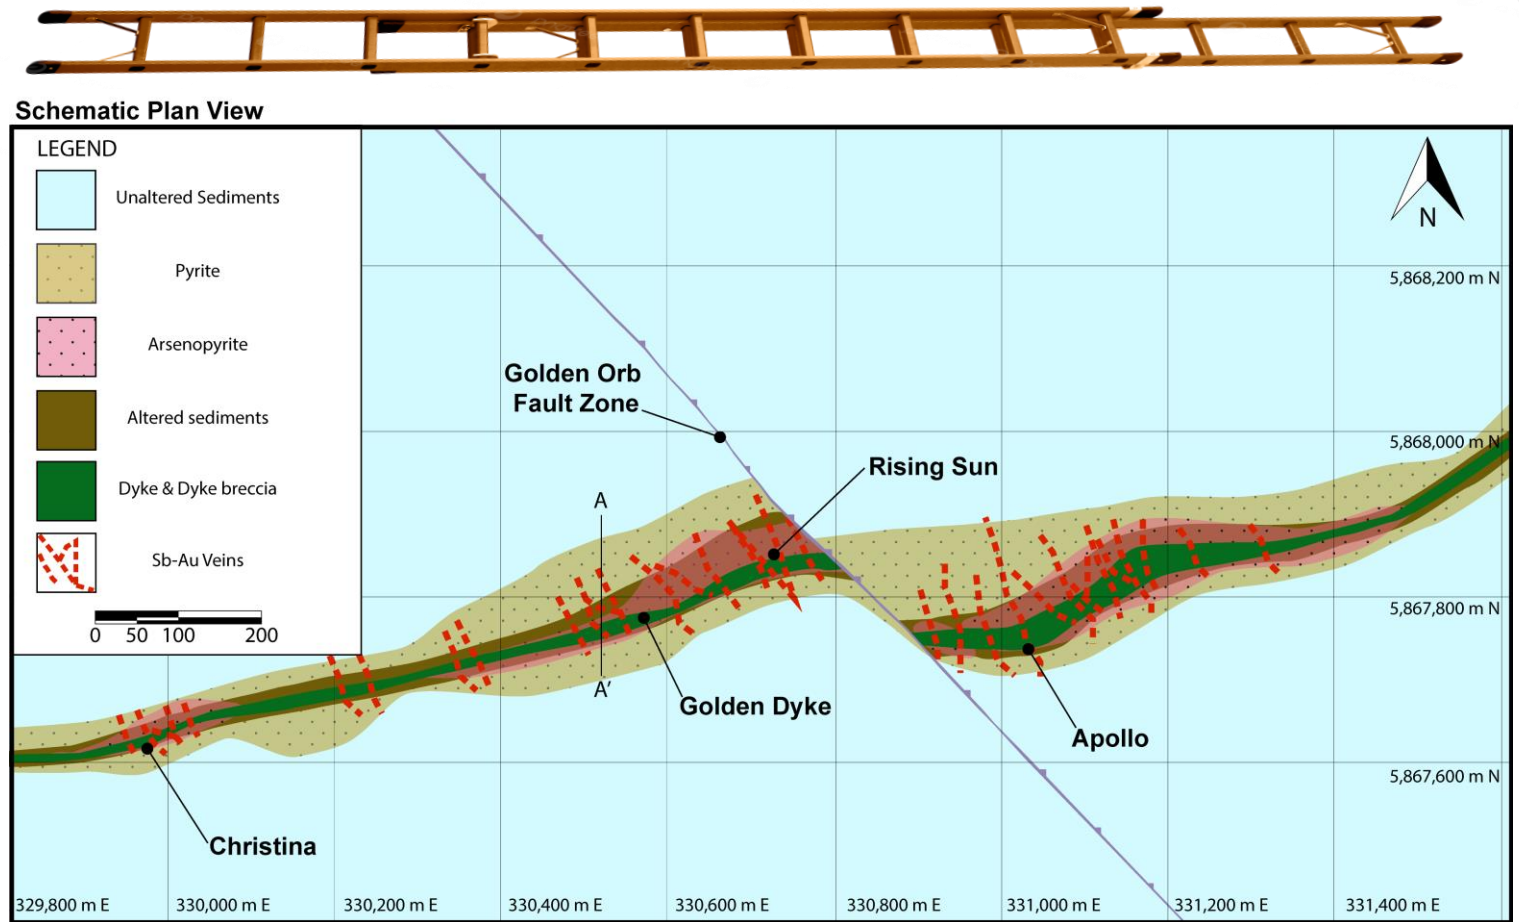 Schematic Plan View
LEGEND
Unaltered Sediments
Pyrite
Arsenopyrite
Altered sediments
Dyke & Dyke breccia
Sb-Au Veins
0 50 100 200
N
5,868,200 m N
Golden Orb
Fault Zone
5,868,000 m N
Rising Sun
A
5,867,800 m N
A'
Golden Dyke
Apollo
5,867,600 m N
Christina
329,800 m E 330,000 m E 330,200 m E 330,400 m E 330,600 m E 330,800 m E 331,000 m E 331,200 m E 331,400 m E